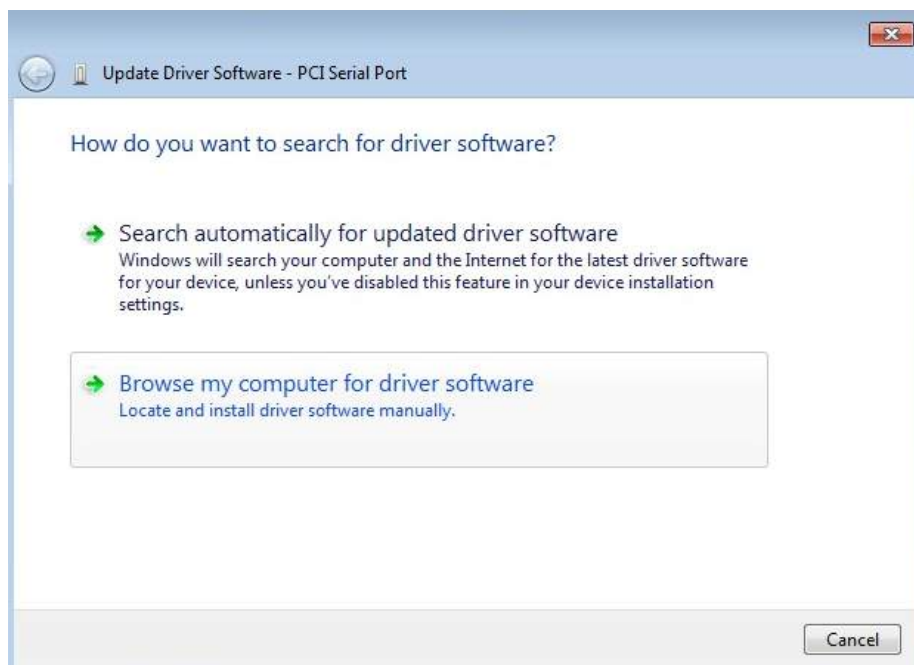 Update Driver Software - PCI Serial Port
How do you want to search for driver software?
Search automatically for updated driver software
Windows will search your computer and the Internet for the latest driver software
for your device, unless you've disabled this feature in your device installation
settings.
Browse my computer for driver software
Locate and install driver software manually.
Cancel